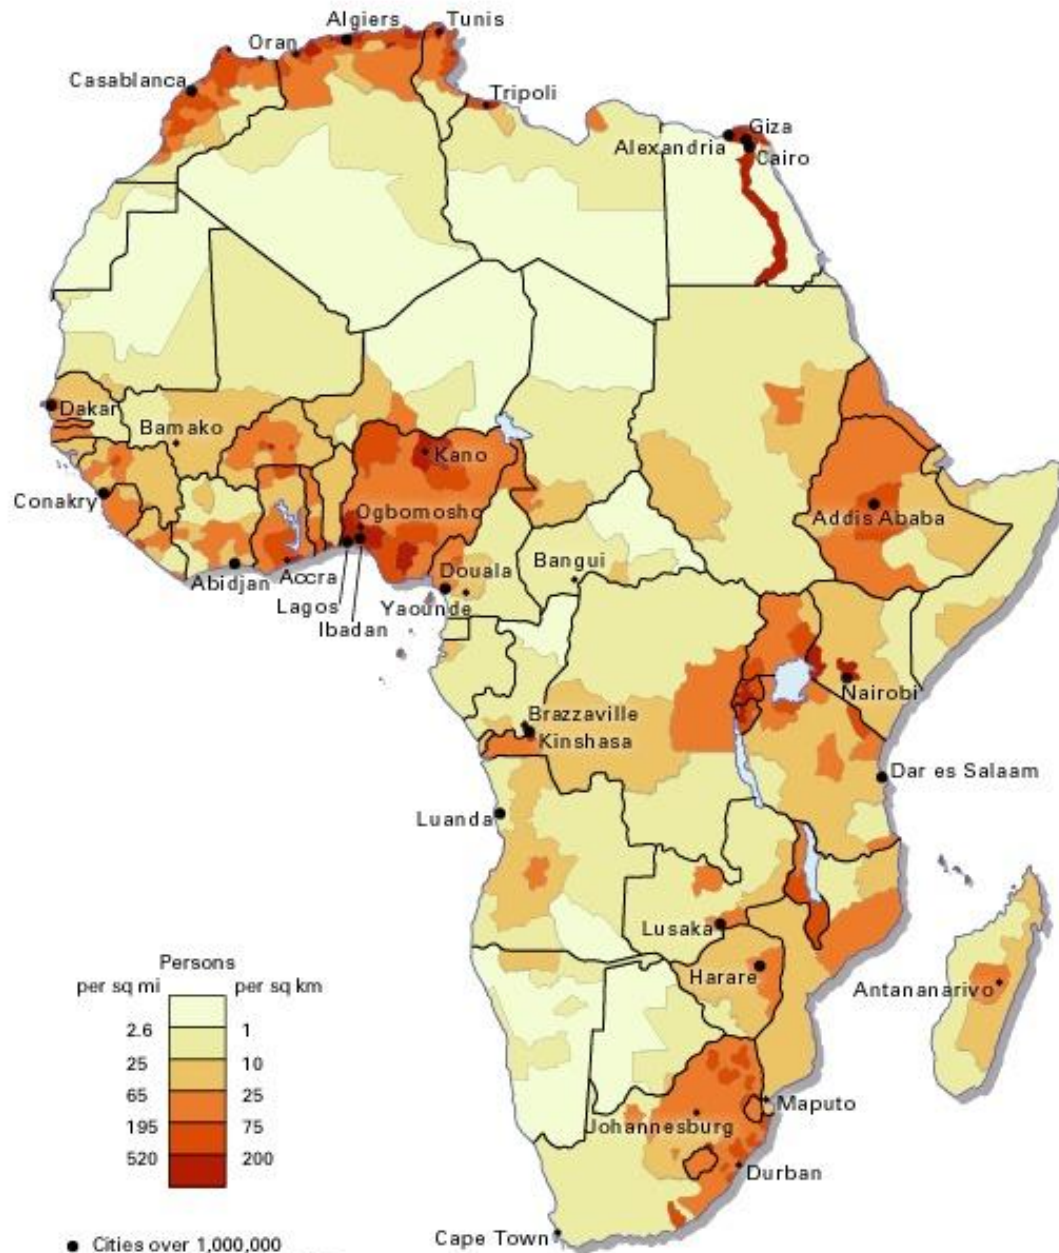 Algiers
Tunis
Oran
Casablanca
Tripoli
Giza
Alexandria
Cairo
Dakar
Bamako
Kano
Conakry
Ogbomosho
Addis Ababa
Bangui
Douala
Abidjan
Accra
Lagos
Yaounde
Ibadan
Nairobi
Brazzaville
Kinshasa
Dar es Salaam
Luanda
Lusaka
Harare
Antananarivo
Maputo
Johannesburg
Durban
Cape Town
Persons
per sq mi per sq km
2.6 1
25 10
65 25
195 75
520 200
Cities over 1,000,000